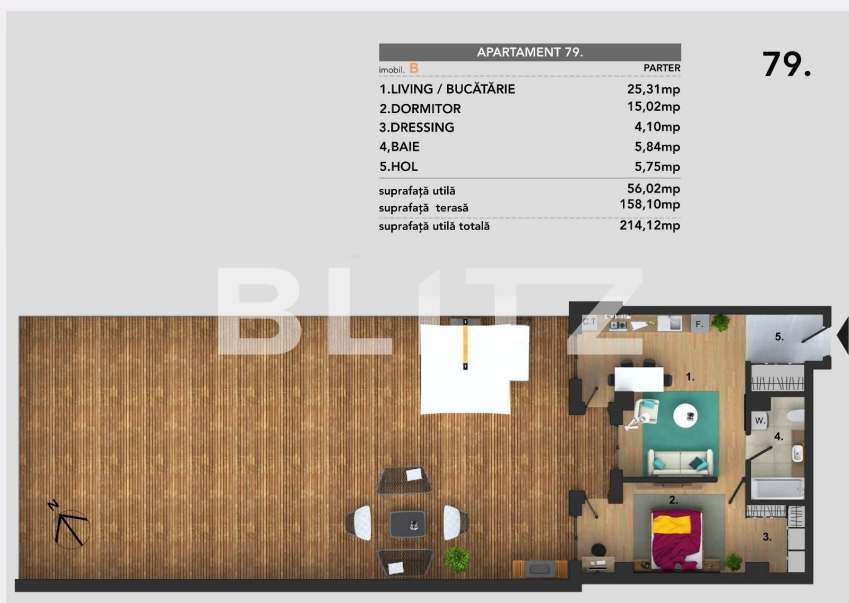 APARTAMENT 79.
79.
imobil. B PARTER
1.LIVING / BUCĂTĂRIE 25,31mp
2.DORMITOR 15,02mp
3.DRESSING 4,10mp
4,BAIE 5,84mp
5.HOL 5,75mp
suprafață utilă 56,02mp
suprafață terasă 158,10mp
suprafață utilă totală 214,12mp
BLITZ
C.T
F.
5.
1.
W.
4.
2.
N
3.